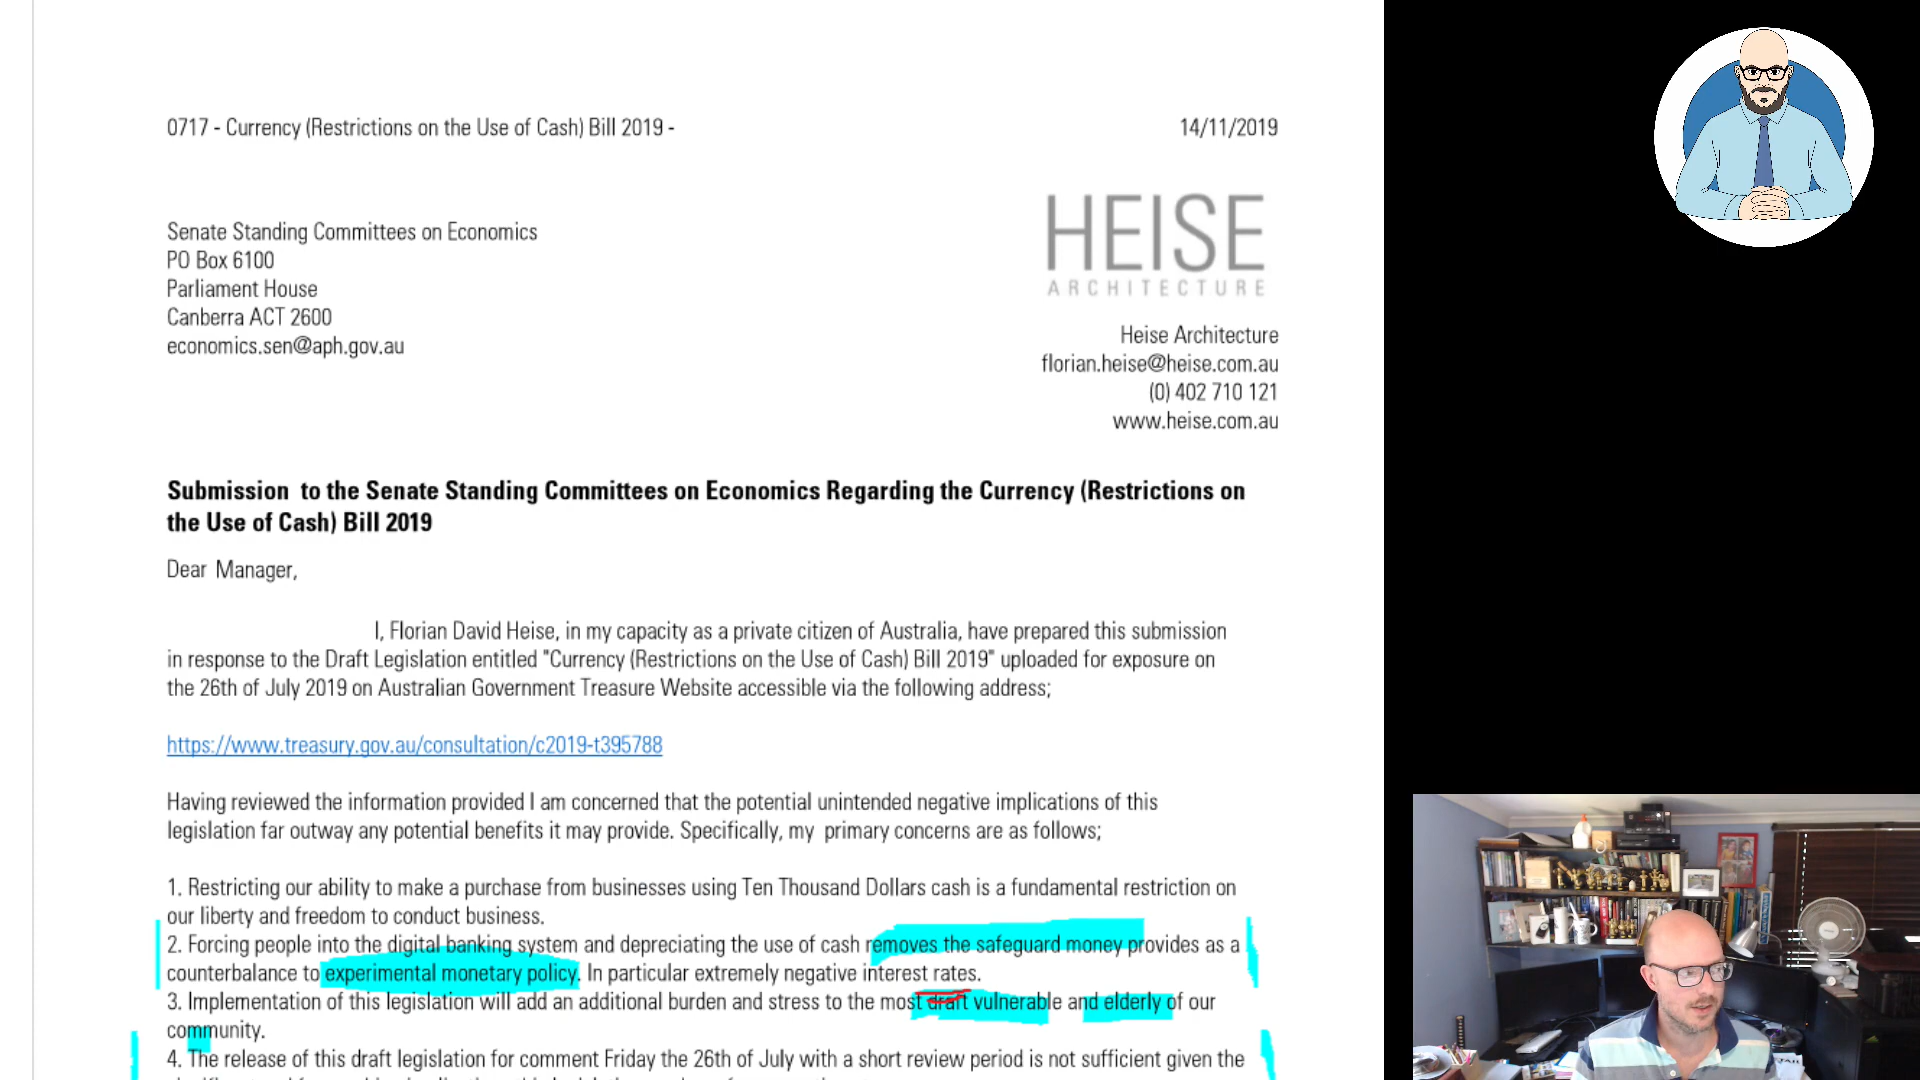 0717 - Currency (Restrictions on the Use of Cash) Bill 2019 -
14/11/2019
HEISE
ARCHITECTURE
Senate Standing Committees on Economics
PO Box 6100
Parliament House
Canberra ACT 2600
economics.sen@aph.gov.au
Heise Architecture
florian.heise@heise.com.au
(0) 402 710 121
www.heise.com.au
Submission to the Senate Standing Committees on Economics Regarding the Currency (Restrictions on
the Use of Cash) Bill 2019
Dear Manager,
I, Florian David Heise, in my capacity as a private citizen of Australia, have prepared this submission
in response to the Draft Legislation entitled "Currency (Restrictions on the Use of Cash) Bill 2019" uploaded for exposure on
the 26th of July 2019 on Australian Government Treasure Website accessible via the following address;
https://www.treasury.gov.au/consultation/c2019-t395788
Having reviewed the information provided I am concerned that the potential unintended negative implications of this
legislation far outway any potential benefits it may provide. Specifically, my primary concerns are as follows;
1. Restricting our ability to make a purchase from businesses using Ten Thousand Dollars cash is a fundamental restriction on
our liberty and freedom to conduct business.
2. Forcing people into the digital banking system and depreciating the use of cash removes the safeguard money provides as a
counterbalance to experimental monetary policy. In particular extremely negative interest rates.
3. Implementation of this legislation will add an additional burden and stress to the most draft vulnerable and elderly of our
community.
4. The release of this draft legislation for comment Friday the 26th of July with a short review period is not sufficient given the